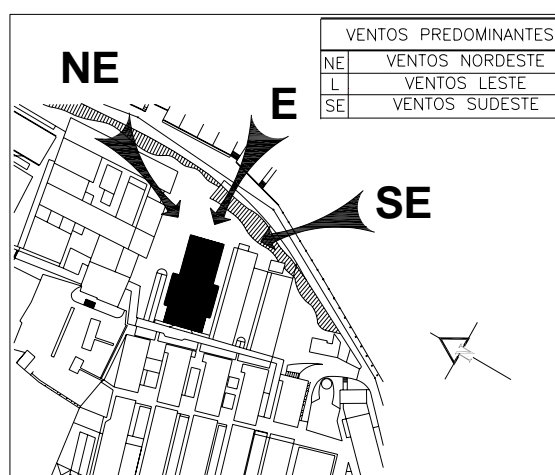 VENTOS PREDOMINANTES
NE VENTOS NORDESTE
L VENTOS LESTE
SE VENTOS SUDESTE
NE
E
SE
N